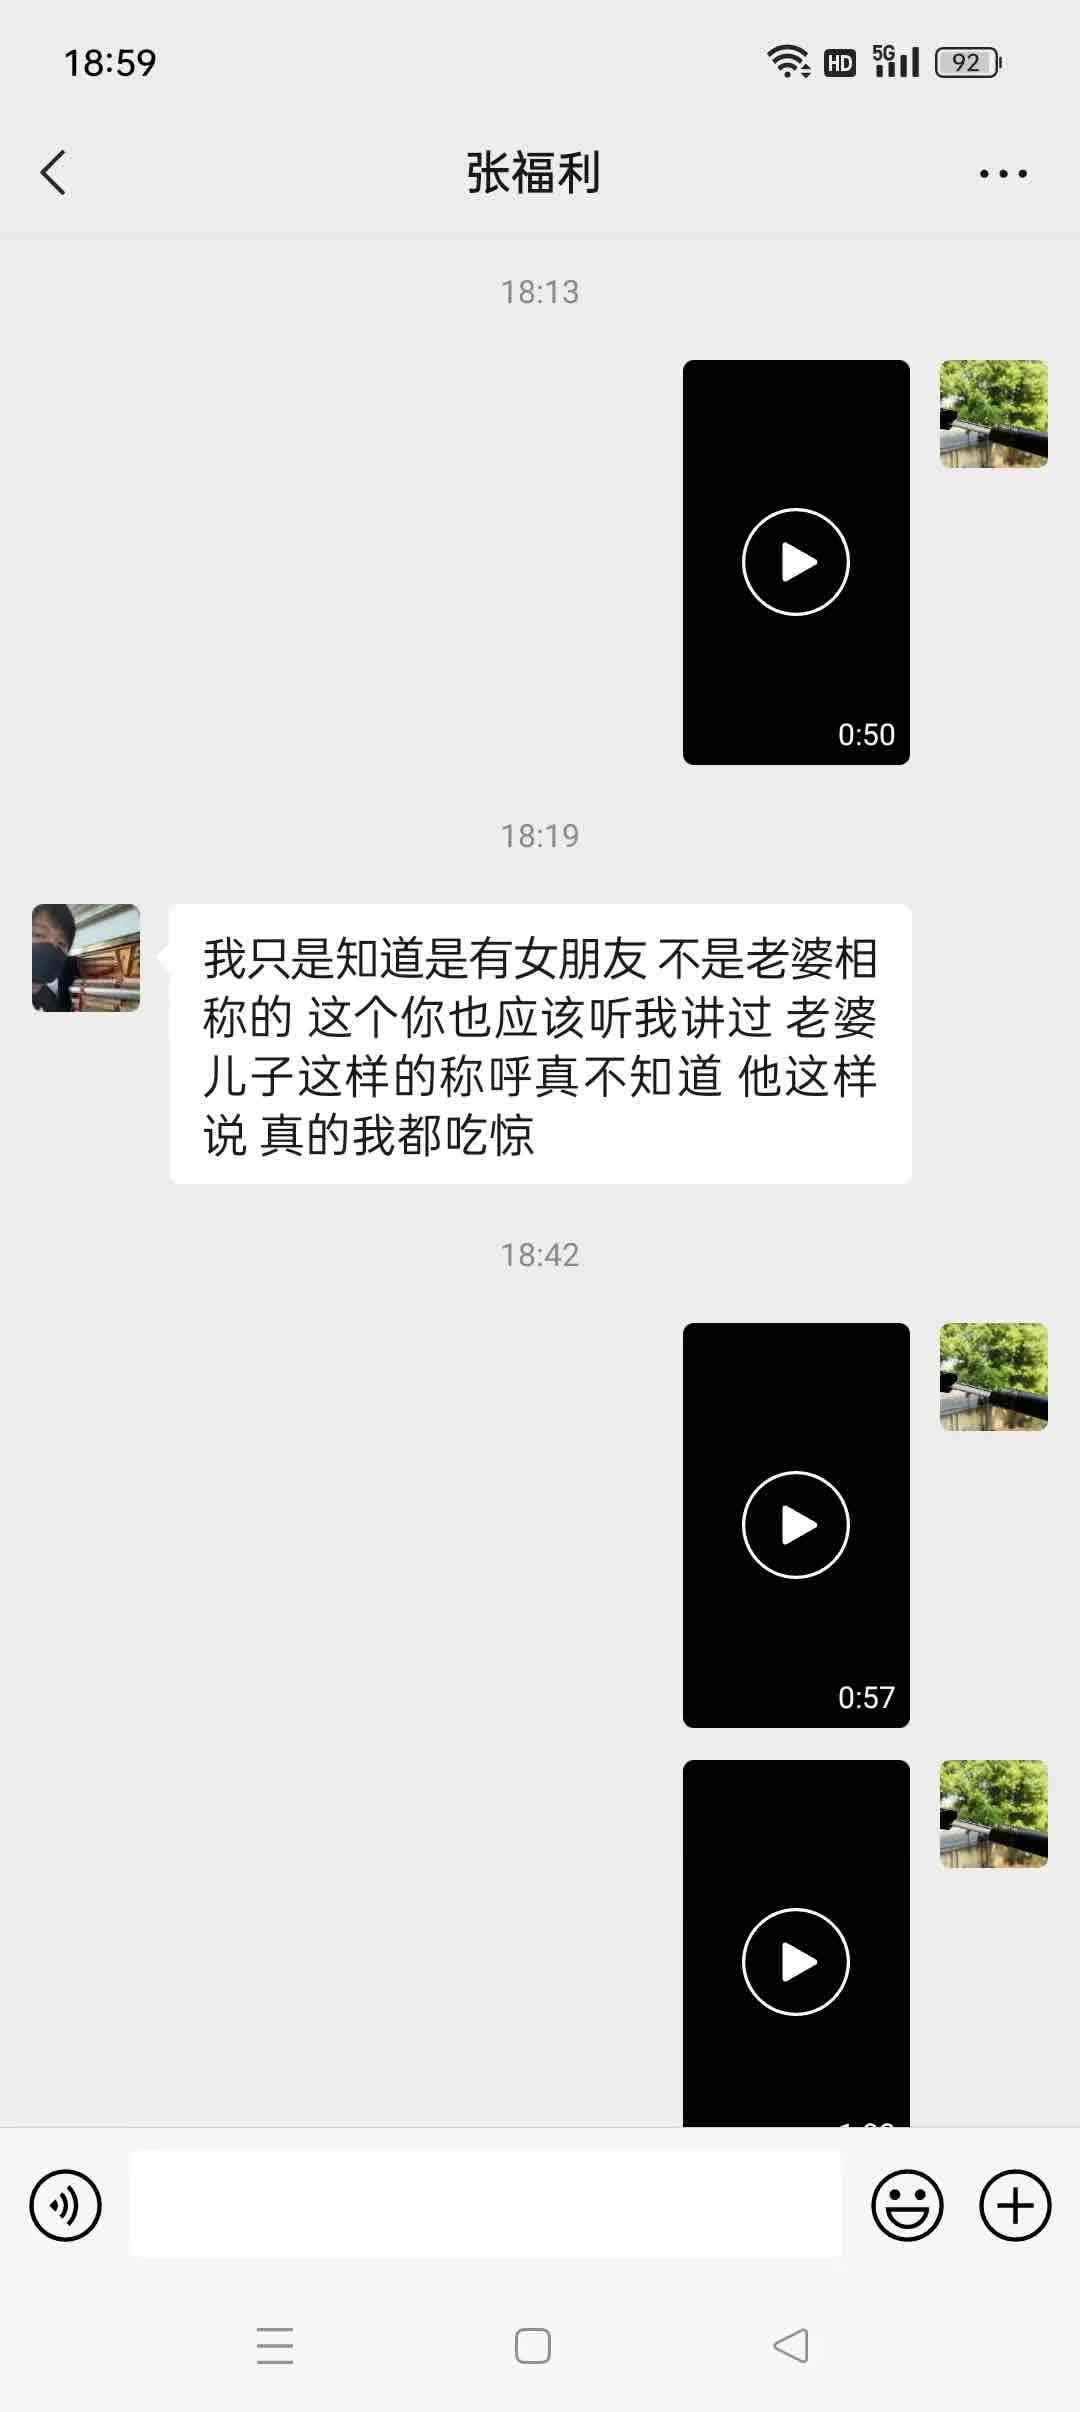 18:59
HD 5G 92
张福利
18:13
0:50
18:19
我只是知道是有女朋友 不是老婆相
称的 这个你也应该听我讲过 老婆
儿子这样的称呼真不知道 他这样
说 真的我都吃惊
18:42
0:57